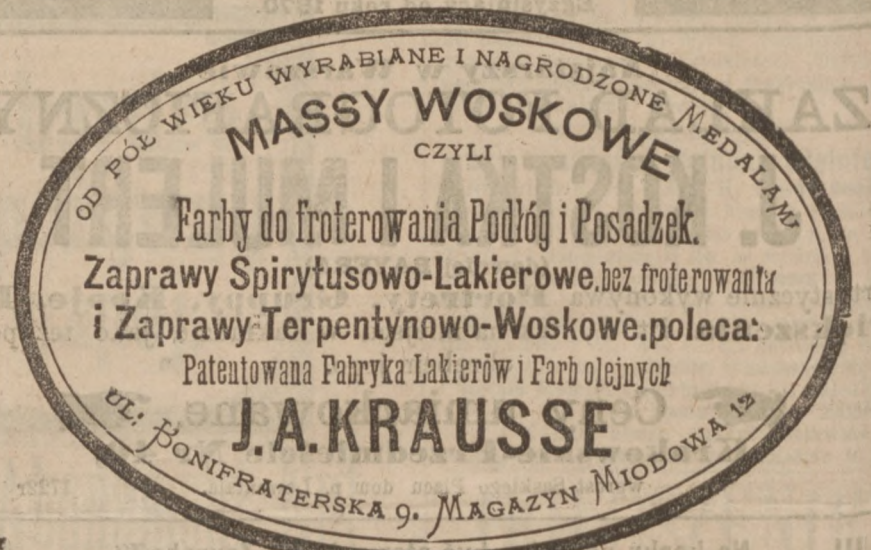 OD PÓŁ WIEKU WYRABIANE I NAGRODZONE MEDALAMI
MASSY WOSKOWE
CZYLI
Farby do froterowania Podłóg i Posadzek.
Zaprawy Spirytusowo-Lakierowe.bez froterowania
i Zaprawy-Terpentynowo-Woskowe.poleca:
Patentowana Fabryka Lakierów i Farb olejnych
J.A.KRAUSSE
UL: BONIFRATERSKA 9. MAGAZYN MIODOWA 12